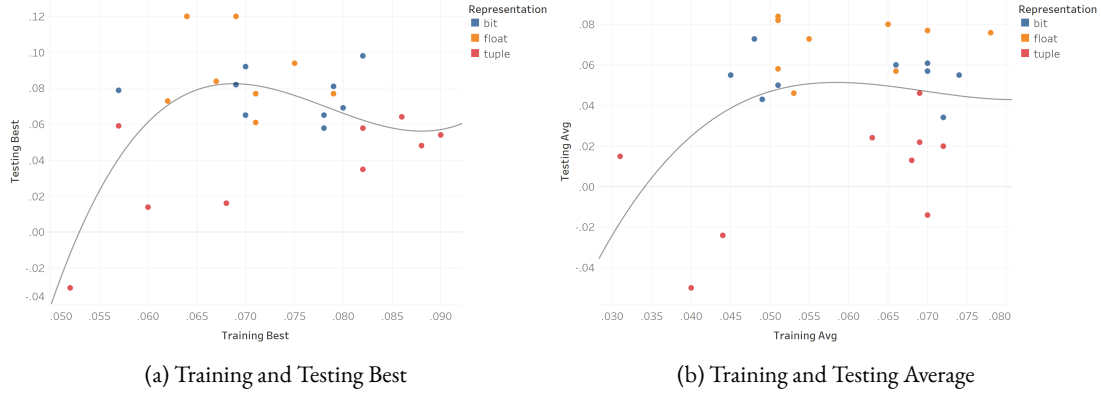 Representation
bit
float
tuple
.12
.10
.08
.06
.04
.02
.00
-.02
-.04
Testing Best
.050 .055 .060 .065 .070 .075 .080 .085 .090
Training Best
(a) Training and Testing Best
Representation
bit
float
tuple
.08
.06
.04
.02
.00
-.02
-.04
Testing Avg
.030 .035 .040 .045 .050 .055 .060 .065 .070 .075 .080
Training Avg
(b) Training and Testing Average